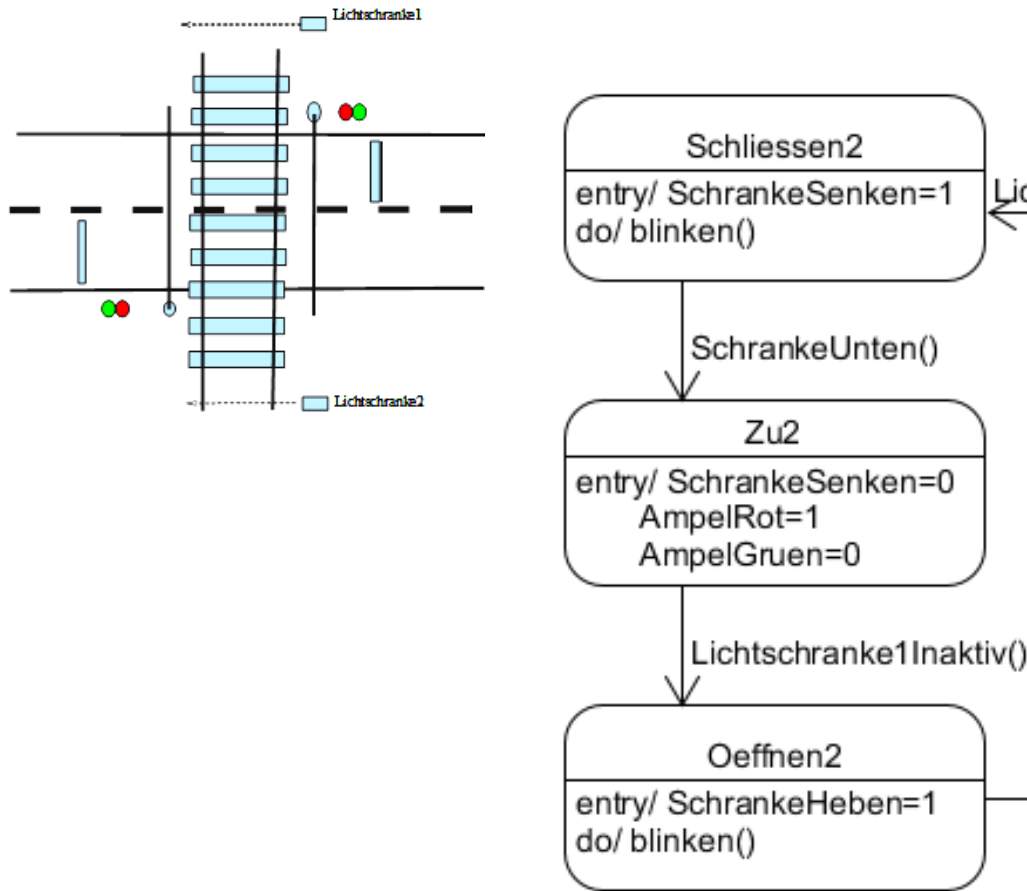 Lichtschranke1
Lichtschranke2
Schliessen2
entry/ SchrankeSenken=1
do/ blinken()
SchrankeUnten()
Zu2
entry/ SchrankeSenken=0
AmpelRot=1
AmpelGruen=0
Lichtschranke1Inaktiv()
Oeffnen2
entry/ SchrankeHeben=1
do/ blinken()